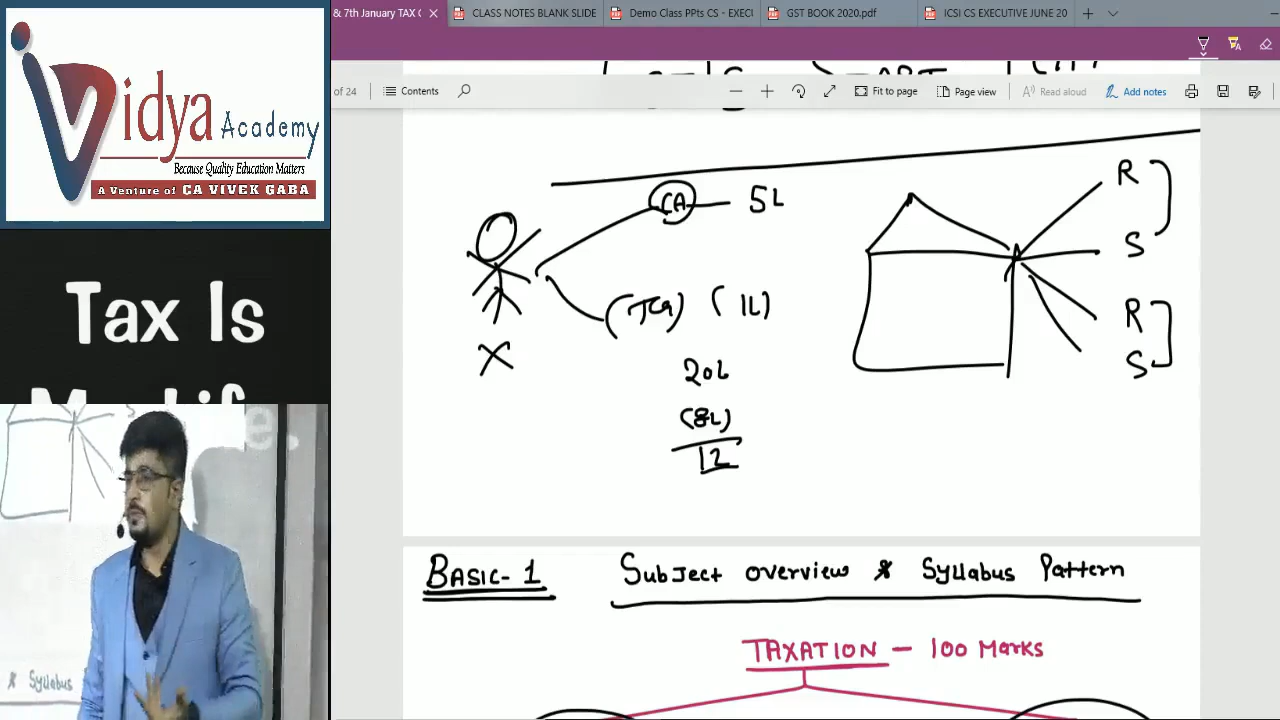 Vidya Academy
Because Quality Education Matters
A Venture of CA VIVEK GABA
Tax Is
& 7th January TAX
CLASS NOTES BLANK SLIDE
Demo Class PPts CS - EXEC
GST BOOK 2020.pdf
ICSI CS EXECUTIVE JUNE 20
of 24
Contents
Fit to page
Page view
Read aloud
Add notes
CA
5L
(1L)
20L
(8L)
12
X
R
S
R
S
BASIC-1
Subject overview & Syllabus Pattern
TAXATION - 100 Marks
& Syllabus